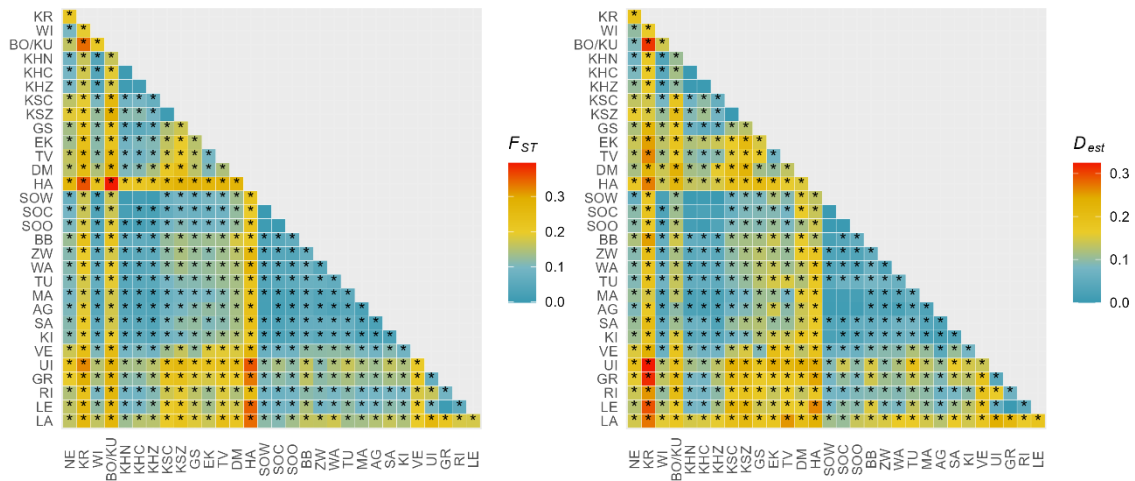 KR
WI
BO/KU
KHN
KHC
KHZ
KSC
KSZ
GS
EK
TV
DM
HA
SOW
SOC
SOO
BB
ZW
WA
TU
MA
AG
SA
KI
VE
UI
GR
RI
LE
LA
NE KR WI BO/KU KHN KHC KHZ KSC KSZ GS EK TV DM HA SOW SOC SOO BB ZW WA TU MA AG SA KI VE UI GR RI LE
F_ST
0.3
0.2
0.1
0.0
KR
WI
BO/KU
KHN
KHC
KHZ
KSC
KSZ
GS
EK
TV
DM
HA
SOW
SOC
SOO
BB
ZW
WA
TU
MA
AG
SA
KI
VE
UI
GR
RI
LE
LA
NE KR WI BO/KU KHN KHC KHZ KSC KSZ GS EK TV DM HA SOW SOC SOO BB ZW WA TU MA AG SA KI VE UI GR RI LE
D_est
0.3
0.2
0.1
0.0